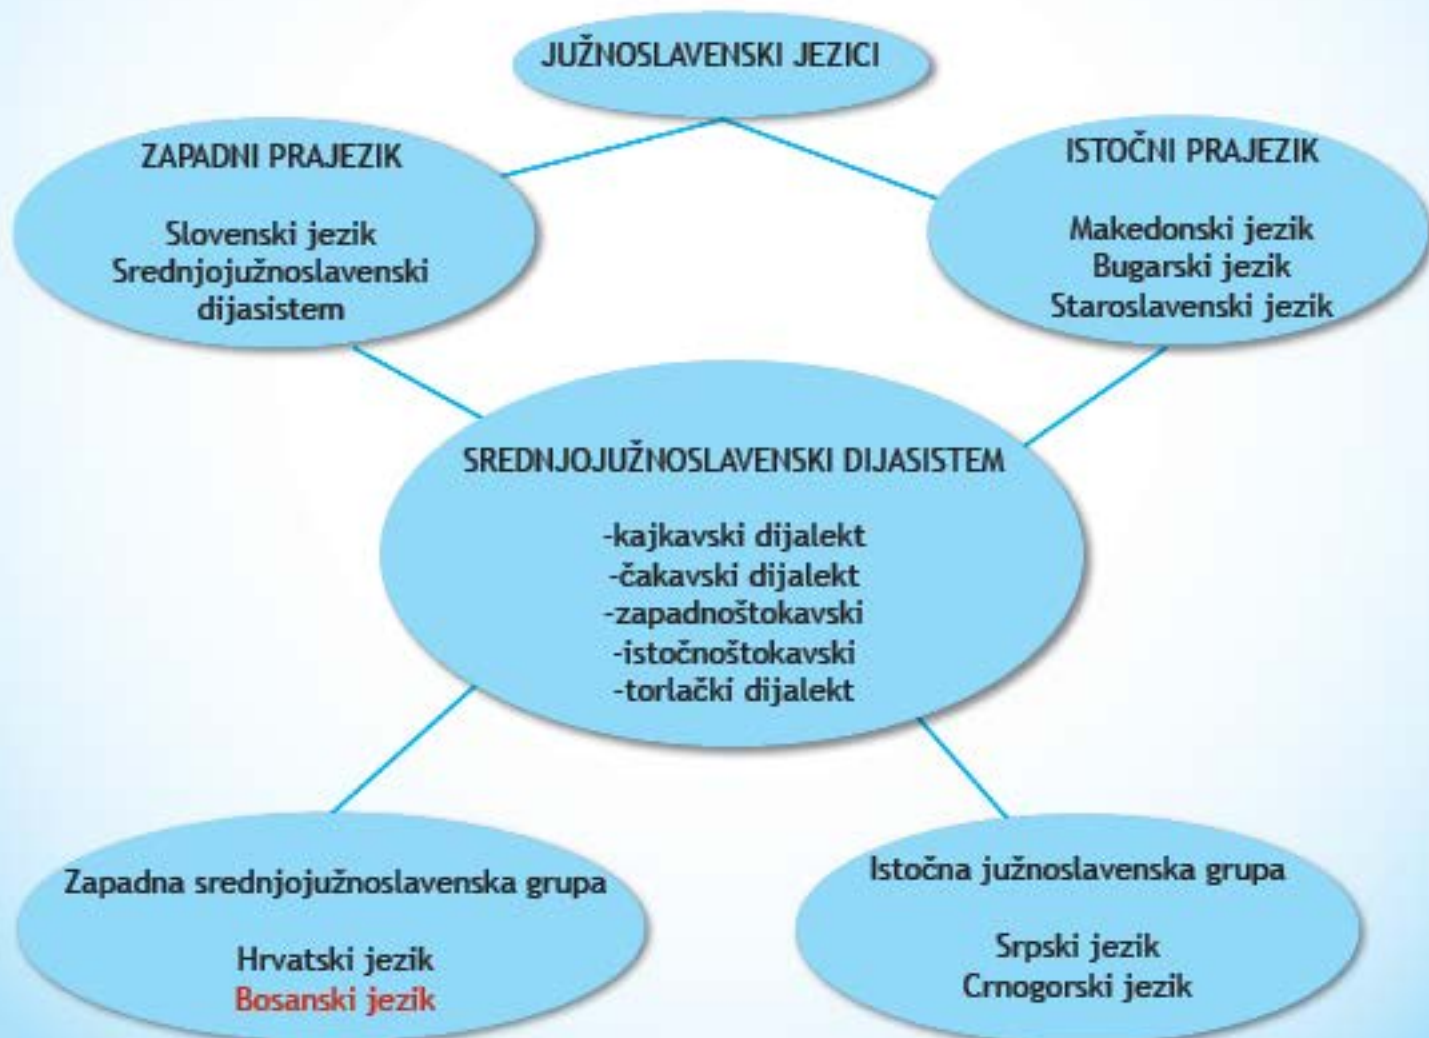 JUŽNOSLAVENSKI JEZICI
ZAPADNI PRAJEZIK
Slovenski jezik
Srednjojužnoslavenski
dijasistem
ISTOČNI PRAJEZIK
Makedonski jezik
Bugarski jezik
Staroslavenski jezik
SREDNJOJUŽNOSLAVENSKI DIJASISTEM
-kajkavski dijalekt
-čakavski dijalekt
-zapadnoštokavski
-istočnoštokavski
-torlački dijalekt
Zapadna srednjojužnoslavenska grupa
Hrvatski jezik
Bosanski jezik
Istočna južnoslavenska grupa
Srpski jezik
Crnogorski jezik